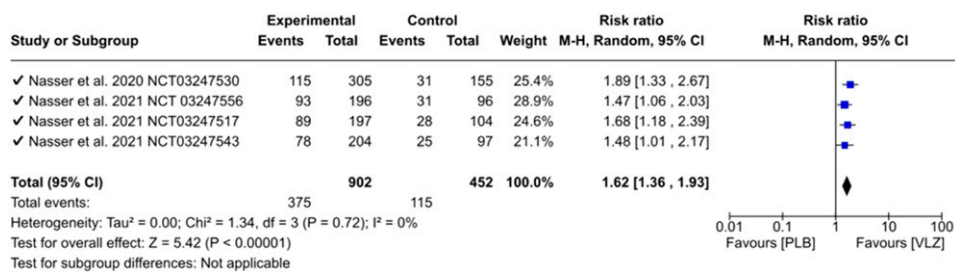 Experimental Control Risk ratio Risk ratio
Study or Subgroup Events Total Events Total Weight M-H, Random, 95% CI M-H, Random, 95% CI
✓ Nasser et al. 2020 NCT03247530 115 305 31 155 25.4% 1.89 [1.33 , 2.67]
✓ Nasser et al. 2021 NCT 03247556 93 196 31 96 28.9% 1.47 [1.06 , 2.03]
✓ Nasser et al. 2021 NCT03247517 89 197 28 104 24.6% 1.68 [1.18 , 2.39]
✓ Nasser et al. 2021 NCT03247543 78 204 25 97 21.1% 1.48 [1.01 , 2.17]
Total (95% CI) 902 452 100.0% 1.62 [1.36 , 1.93]
Total events: 375 115
Heterogeneity: Tau² = 0.00; Chi² = 1.34, df = 3 (P = 0.72); I² = 0%
0.01 0.1 1 10 100
Test for overall effect: Z = 5.42 (P < 0.00001) Favours [PLB] Favours [VLZ]
Test for subgroup differences: Not applicable